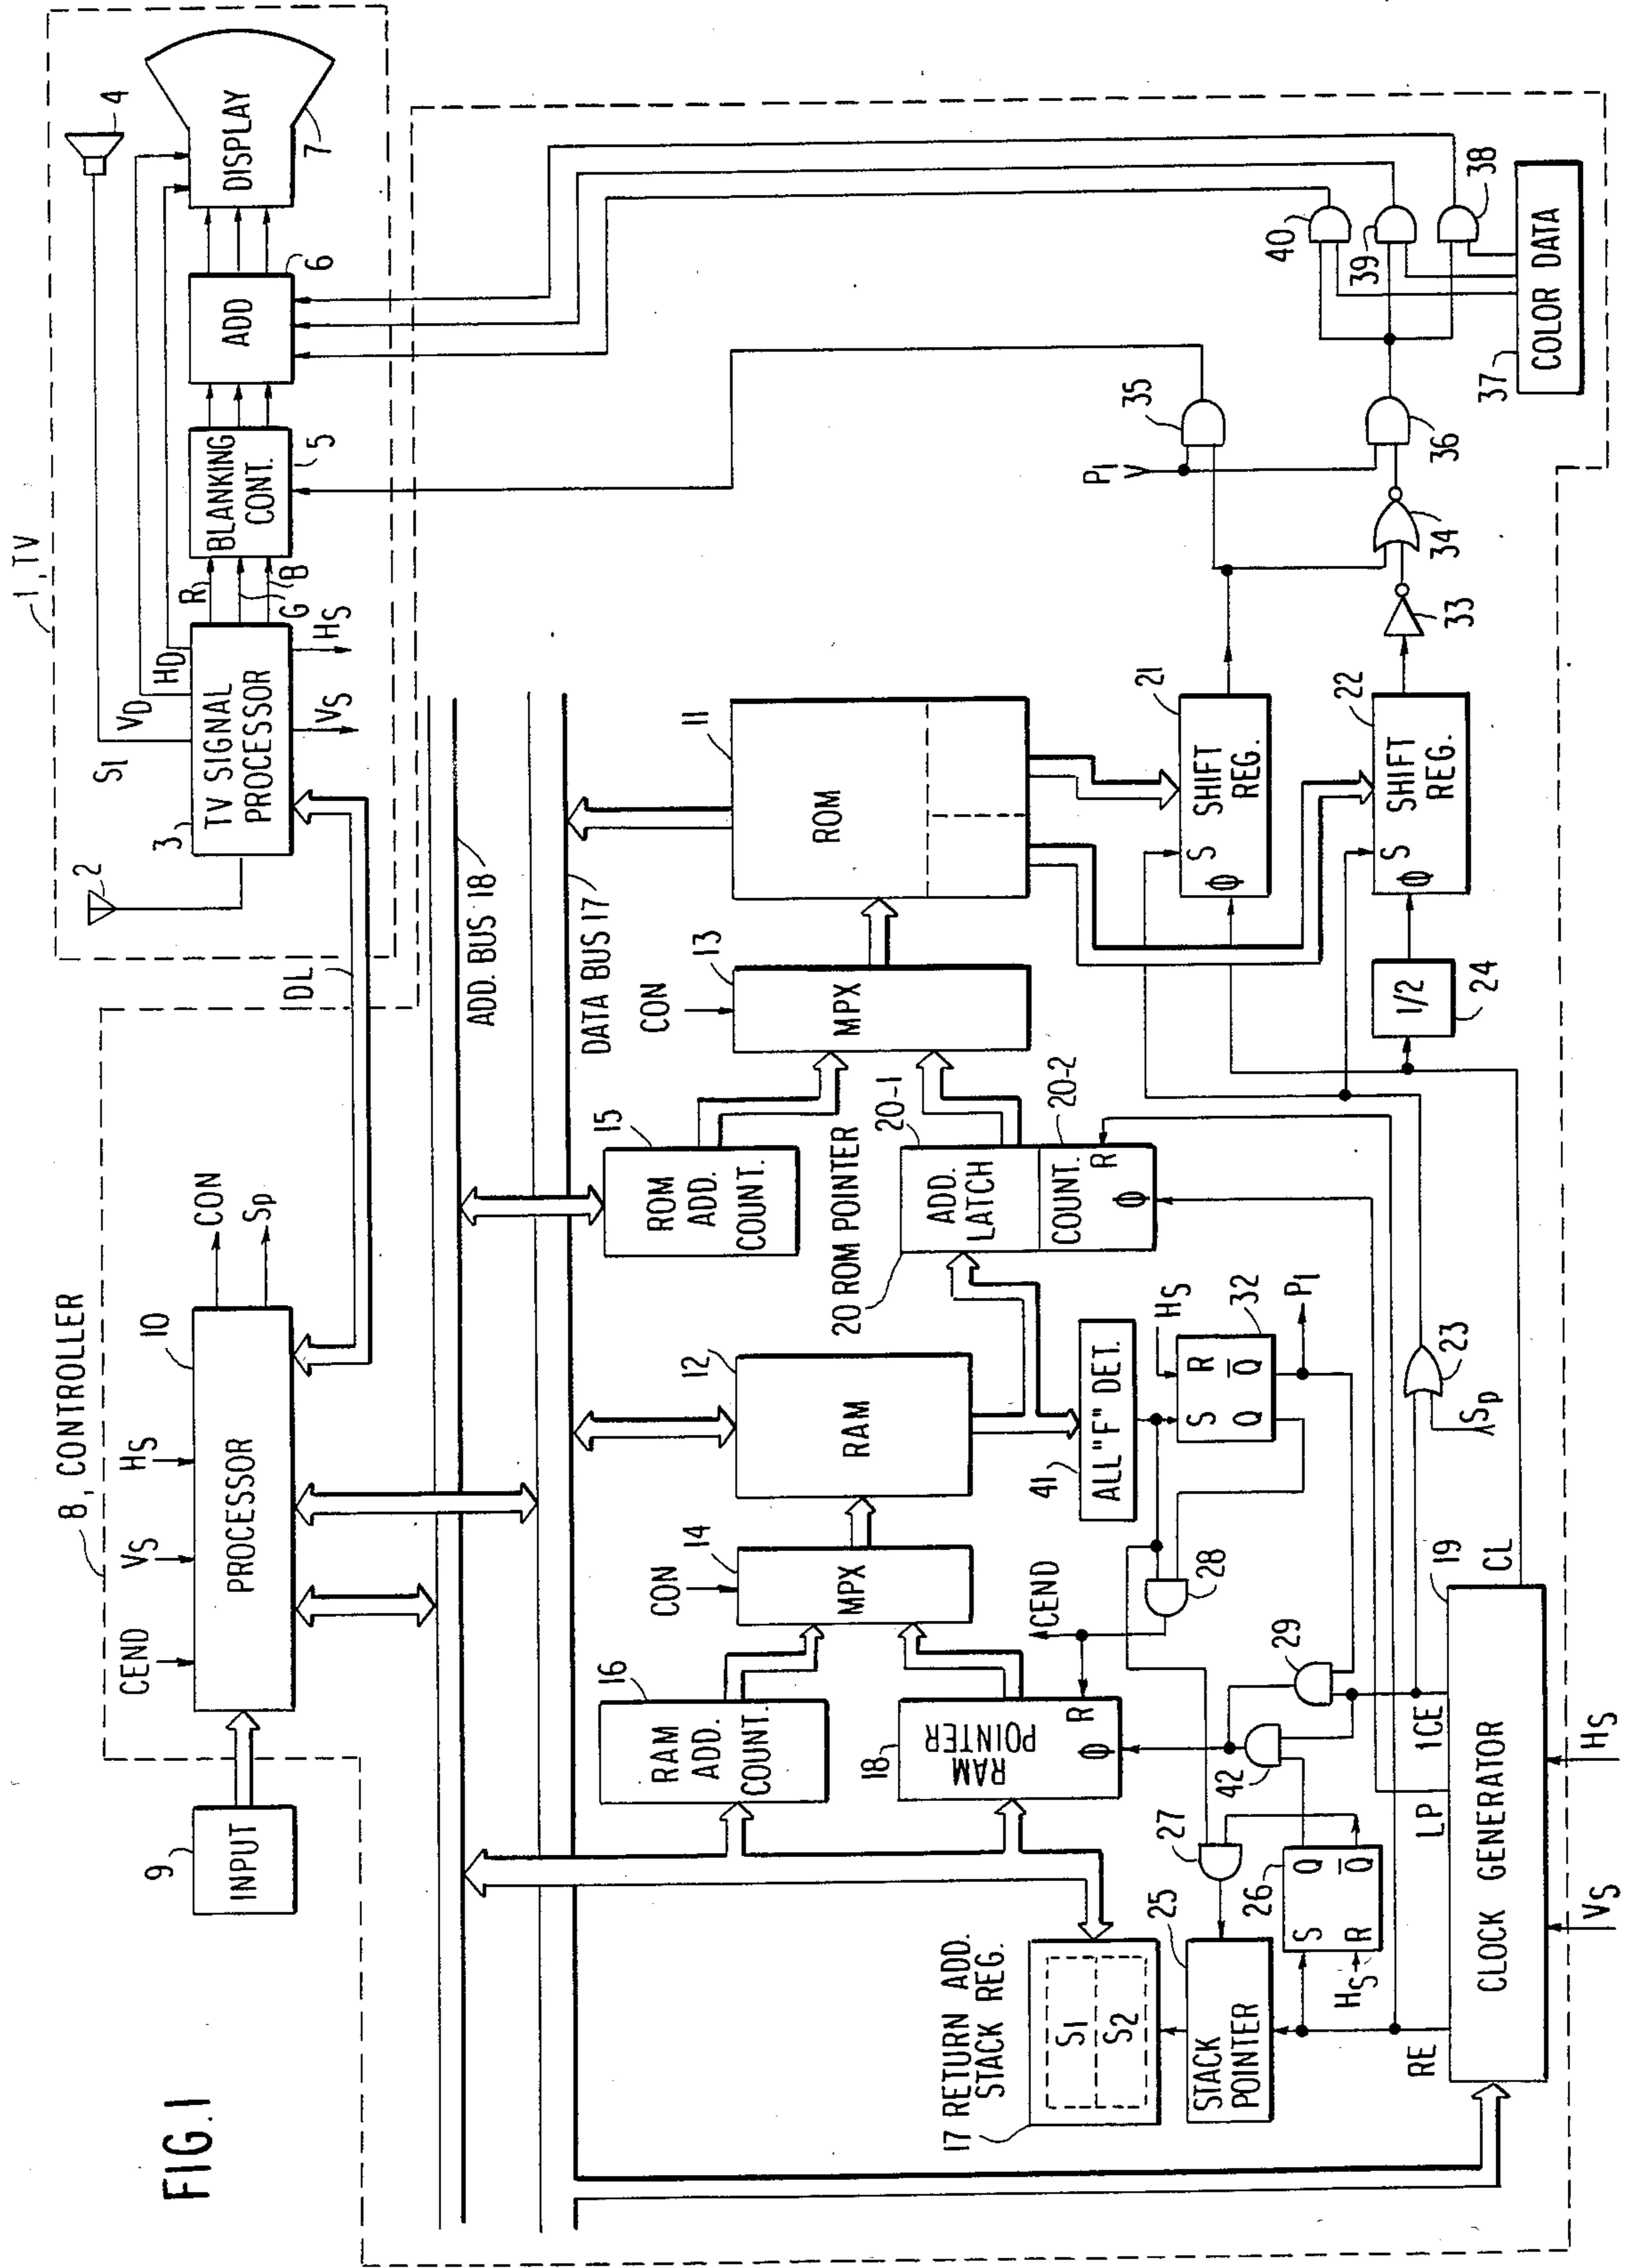 FIG.1
1, TV
2
3
TV SIGNAL
PROCESSOR
S1
VD
HD
R
G
B
HS
VS
BLANKING
CONT.
5
ADD
6
DISPLAY
7
4
8, CONTROLLER
9
INPUT
CEND
VS
HS
10
PROCESSOR
CON
SP
DL
ADD. BUS 18
DATA BUS 17
16
RAM
ADD.
COUNT.
18
RAM
POINTER
R
Φ
CON
14
MPX
12
RAM
15
ROM
ADD.
COUNT.
20 ROM POINTER
20-1
ADD.
LATCH
20-2
COUNT.
R
Φ
CON
13
MPX
11
ROM
17 RETURN ADD.
STACK REG.
S1
S2
25
STACK
POINTER
27
26
S
Q
R
Q̅
HS
42
29
CEND
28
41
ALL "F" DET.
HS
32
S
R
Q
Q̅
P1
23
SP
21
SHIFT
REG.
S
Φ
22
SHIFT
REG.
S
Φ
1/2
24
33
34
P1
35
36
40
39
38
37
COLOR DATA
RE
LP
1CE
19
CL
CLOCK GENERATOR
VS
HS